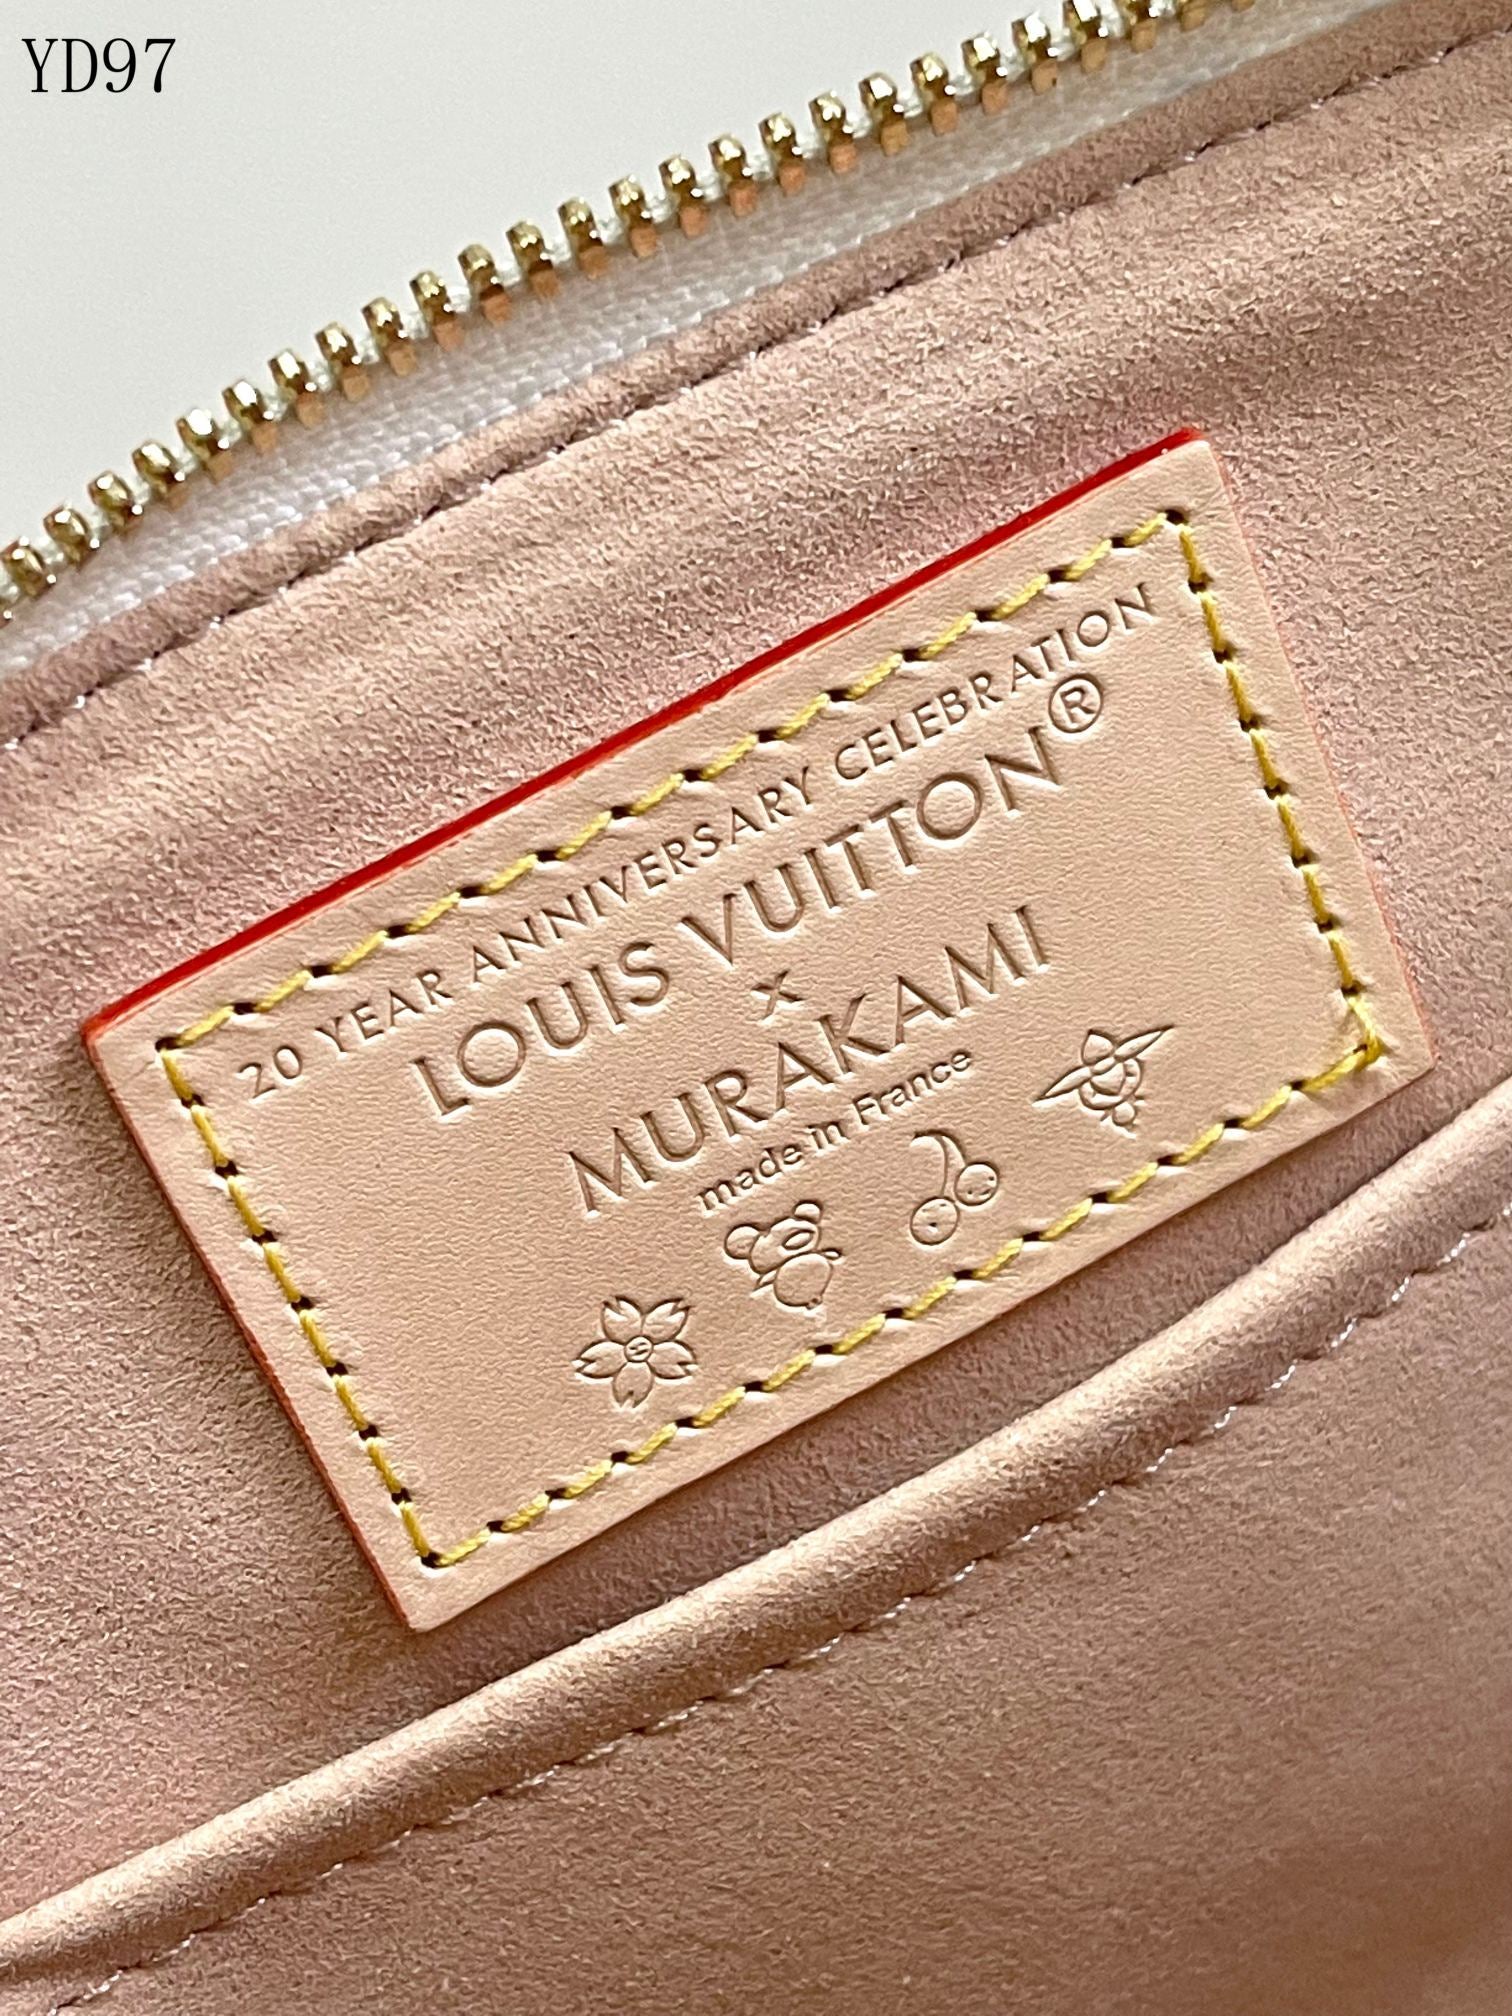 YD97
20 YEAR ANNIVERSARY CELEBRATION
LOUIS VUITTON®
x
MURAKAMI
made in France